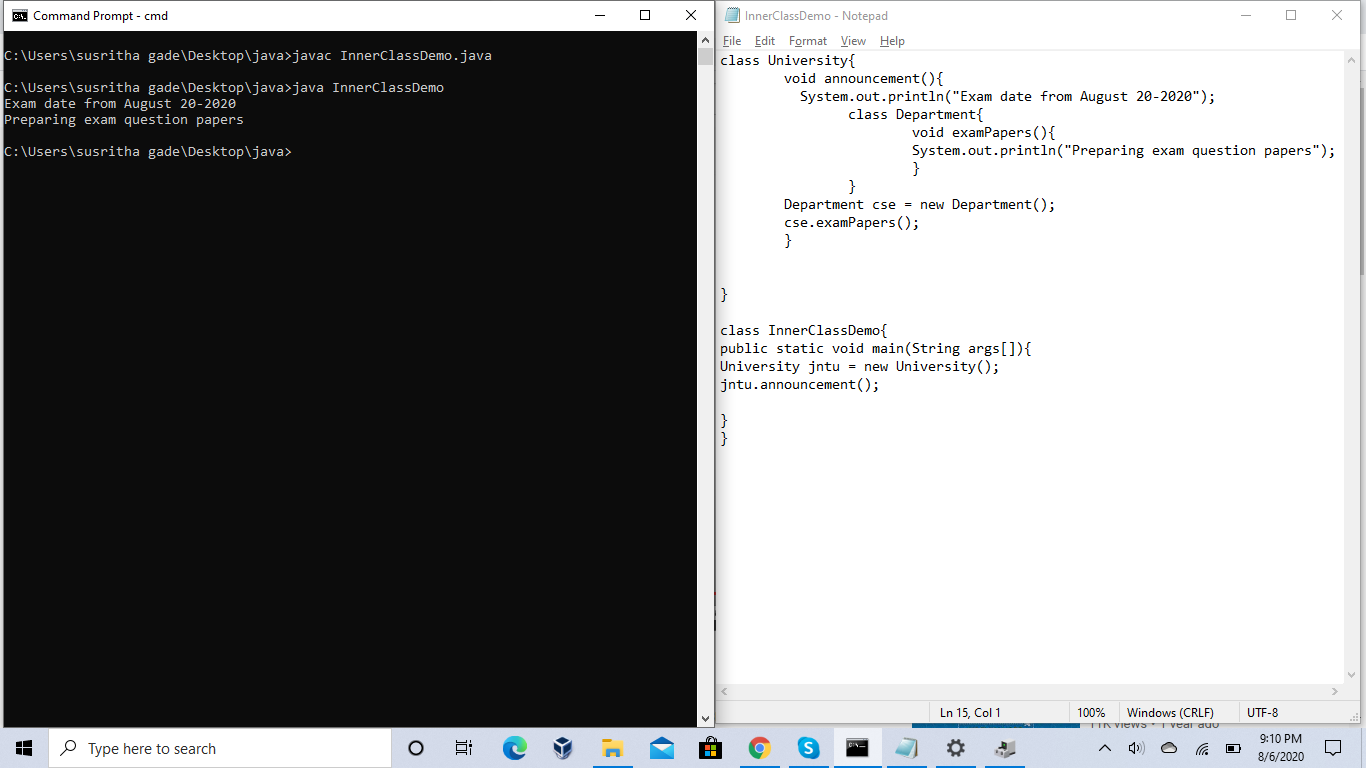 Command Prompt - cmd
C:\Users\susritha gade\Desktop\java>javac InnerClassDemo.java
C:\Users\susritha gade\Desktop\java>java InnerClassDemo
Exam date from August 20-2020
Preparing exam question papers
C:\Users\susritha gade\Desktop\java>
InnerClassDemo - Notepad
File Edit Format View Help
class University{
void announcement(){
System.out.println("Exam date from August 20-2020");
class Department{
void examPapers(){
System.out.println("Preparing exam question papers");
}
}
Department cse = new Department();
cse.examPapers();
}
}
class InnerClassDemo{
public static void main(String args[]){
University jntu = new University();
jntu.announcement();
}
}
Ln 15, Col 1 100% Windows (CRLF) UTF-8
views • 1 year ago
Type here to search
9:10 PM
8/6/2020